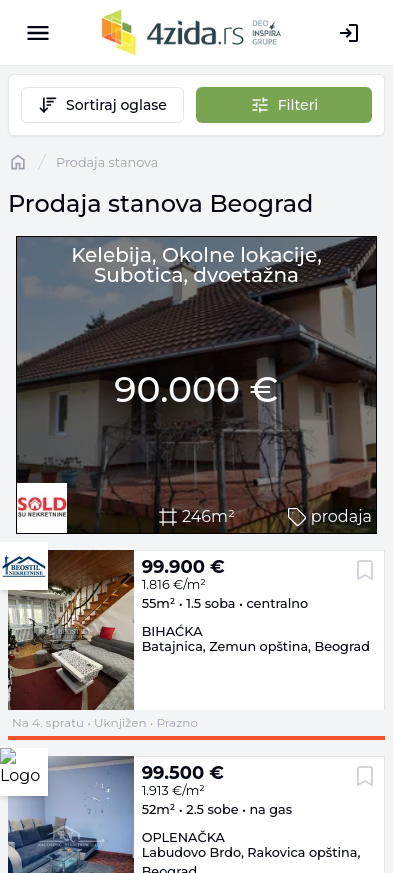 4zida.rs DEO
INSPIRA
GRUPE
Sortiraj oglase
Filteri
/ Prodaja stanova
Prodaja stanova Beograd
Kelebija, Okolne lokacije,
Subotica, dvoetažna
90.000 €
SOLD
SU NEKRETNINE
246m²
prodaja
BEOSTIL
NEKRETNINE
99.900 €
1.816 €/m²
55m² • 1.5 soba • centralno
BIHAĆKA
Batajnica, Zemun opština, Beograd
Na 4. spratu • Uknjižen • Prazno
Logo
99.500 €
1.913 €/m²
52m² • 2.5 sobe • na gas
OPLENAČKA
Labudovo Brdo, Rakovica opština,
Beograd